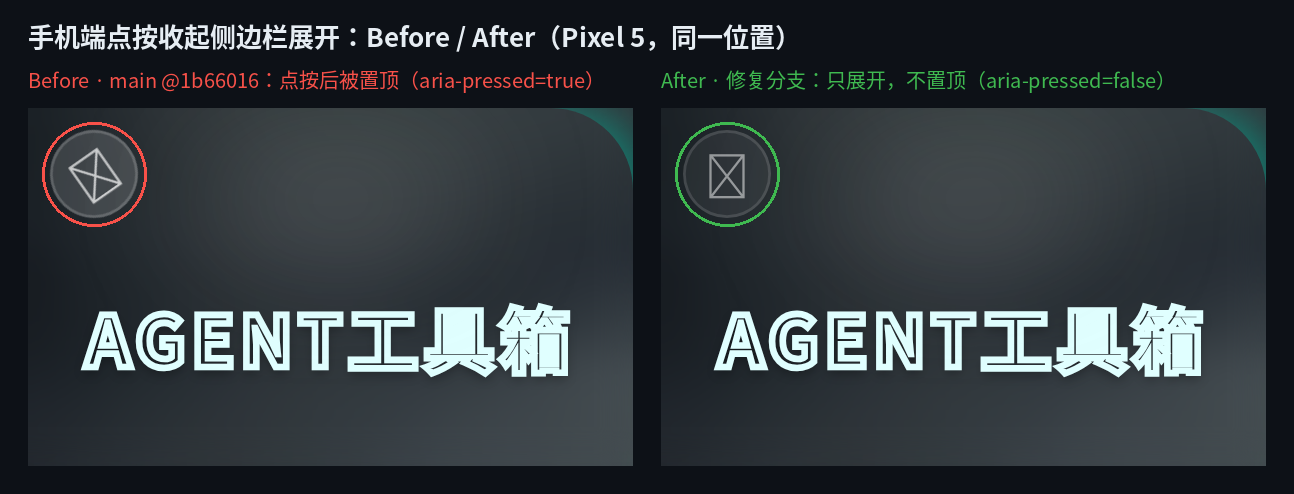 手机端点按收起侧边栏展开：Before / After（Pixel 5，同一位置）
Before · main @1b66016：点按后被置顶（aria-pressed=true）
After · 修复分支：只展开，不置顶（aria-pressed=false）
AGENT工具箱
AGENT工具箱